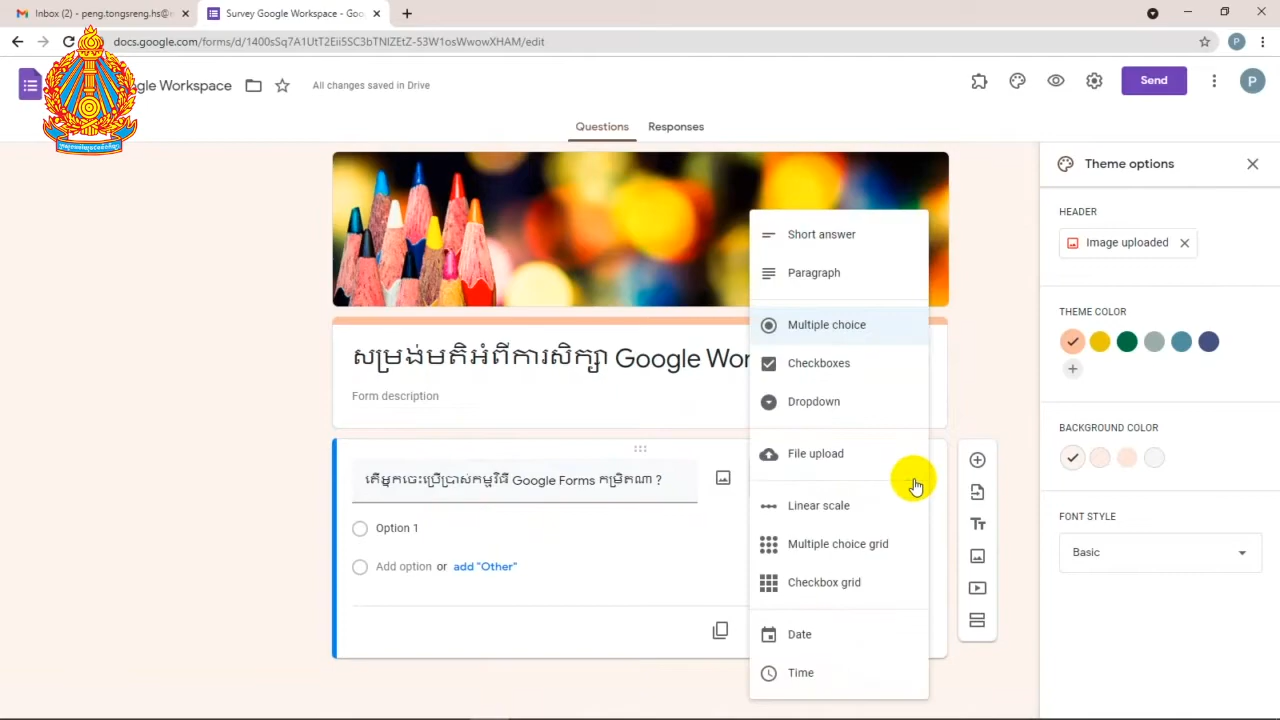 Inbox (2) - peng.tongsreng.hs@
Survey Google Workspace - Goo
docs.google.com/forms/d/1400sSq7A1UtT2Eii5SC3bTNIZEtZ-53W1osWwowXHAM/edit
P
gle Workspace
All changes saved in Drive
Send
P
Questions
Responses
Theme options
HEADER
Image uploaded
THEME COLOR
BACKGROUND COLOR
FONT STYLE
Basic
សម្រង់មតិអំពីការសិក្សា Google Wor
Form description
តើអ្នកចេះប្រើប្រាស់កម្មវិធី Google Forms កម្រិតណា ?
Option 1
Add option or add "Other"
Short answer
Paragraph
Multiple choice
Checkboxes
Dropdown
File upload
Linear scale
Multiple choice grid
Checkbox grid
Date
Time